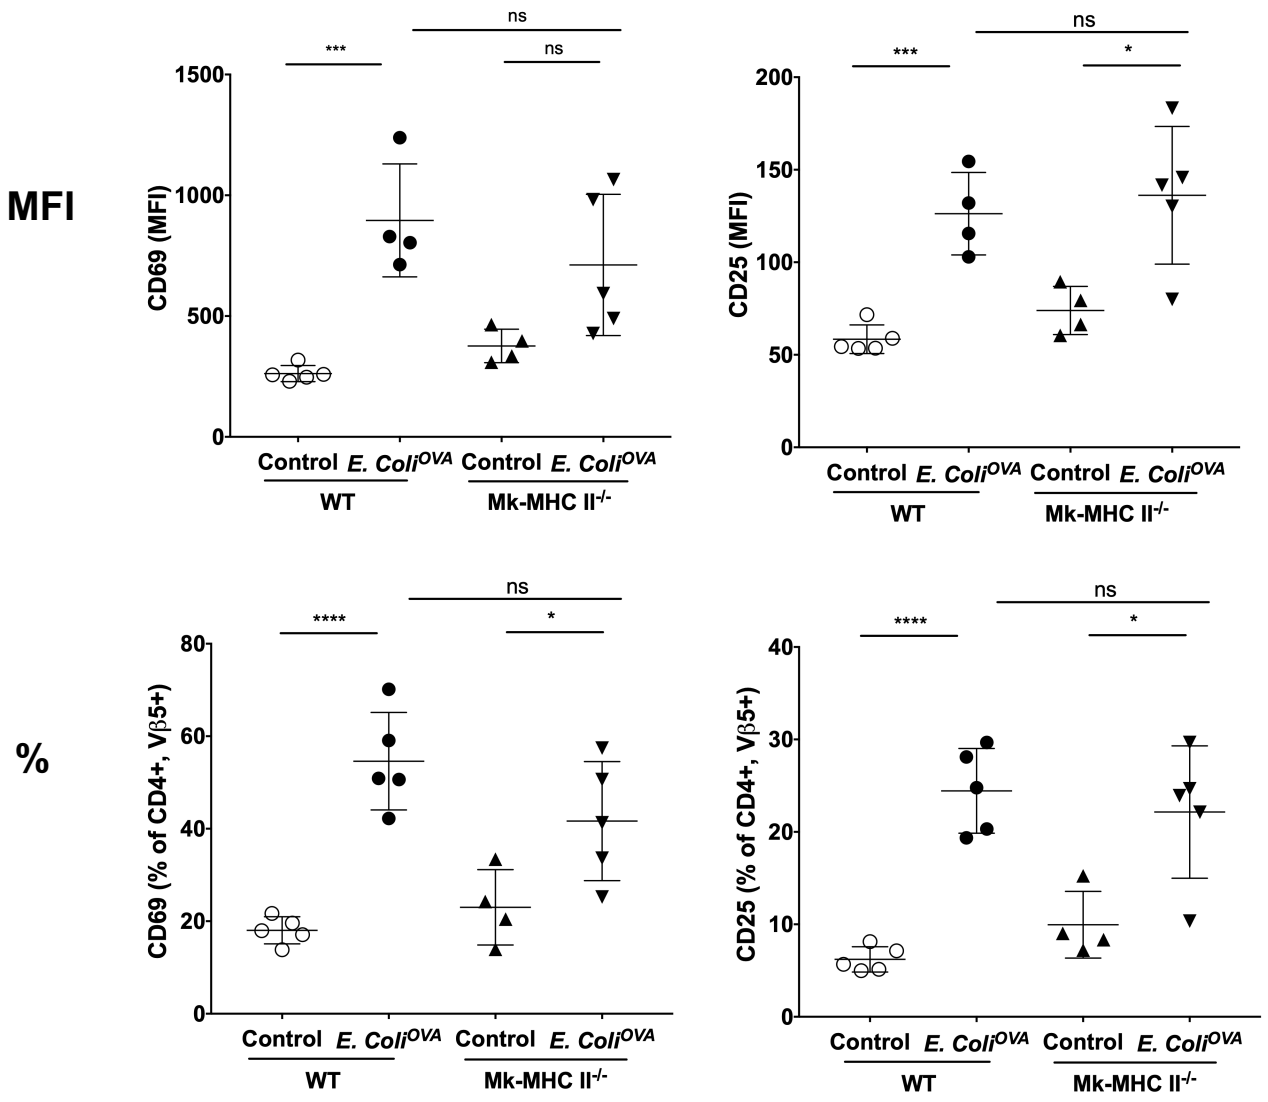 MFI
ns
***
ns
1500
1000
500
0
CD69 (MFI)
Control E. Coli^OVA Control E. Coli^OVA
WT Mk-MHC II-/-
ns
***
*
200
150
100
50
0
CD25 (MFI)
Control E. Coli^OVA Control E. Coli^OVA
WT Mk-MHC II-/-
%
ns
****
*
80
60
40
20
0
CD69 (% of CD4+, Vβ5+)
Control E. Coli^OVA Control E. Coli^OVA
WT Mk-MHC II-/-
ns
****
*
40
30
20
10
0
CD25 (% of CD4+, Vβ5+)
Control E. Coli^OVA Control E. Coli^OVA
WT Mk-MHC II-/-